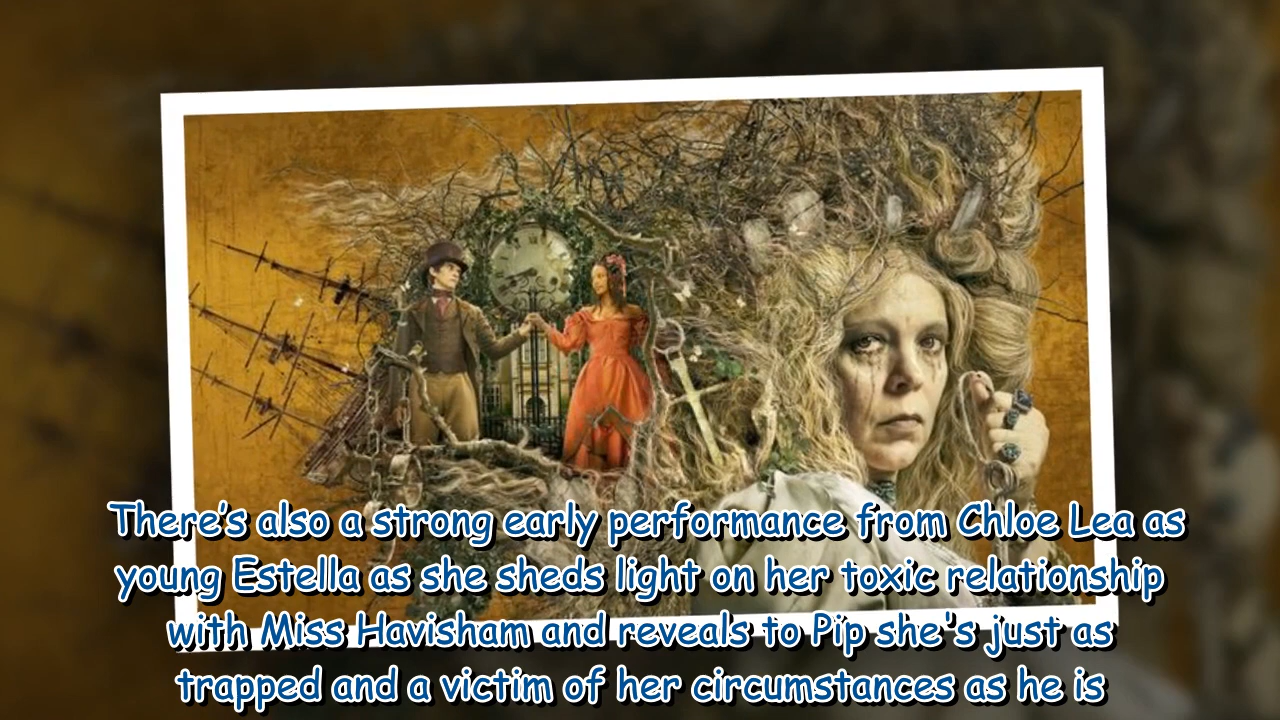 There's also a strong early performance from Chloe Lea as
young Estella as she sheds light on her toxic relationship
with Miss Havisham and reveals to Pip she's just as
trapped and a victim of her circumstances as he is